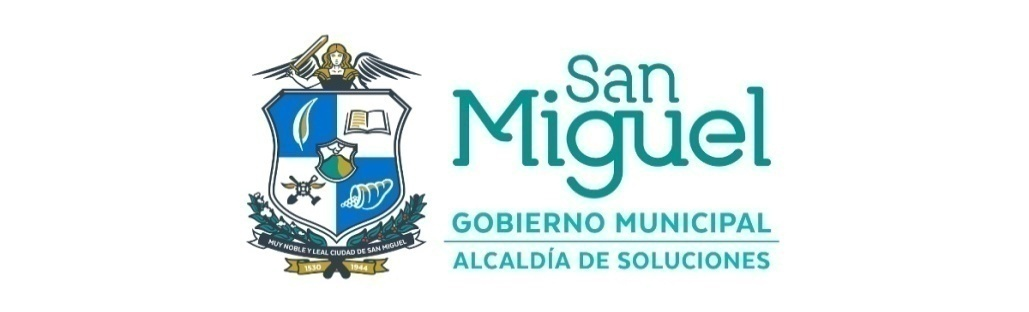 San
Miguel
GOBIERNO MUNICIPAL
ALCALDÍA DE SOLUCIONES
MUY NOBLE Y LEAL CIUDAD DE SAN MIGUEL
1530 1944